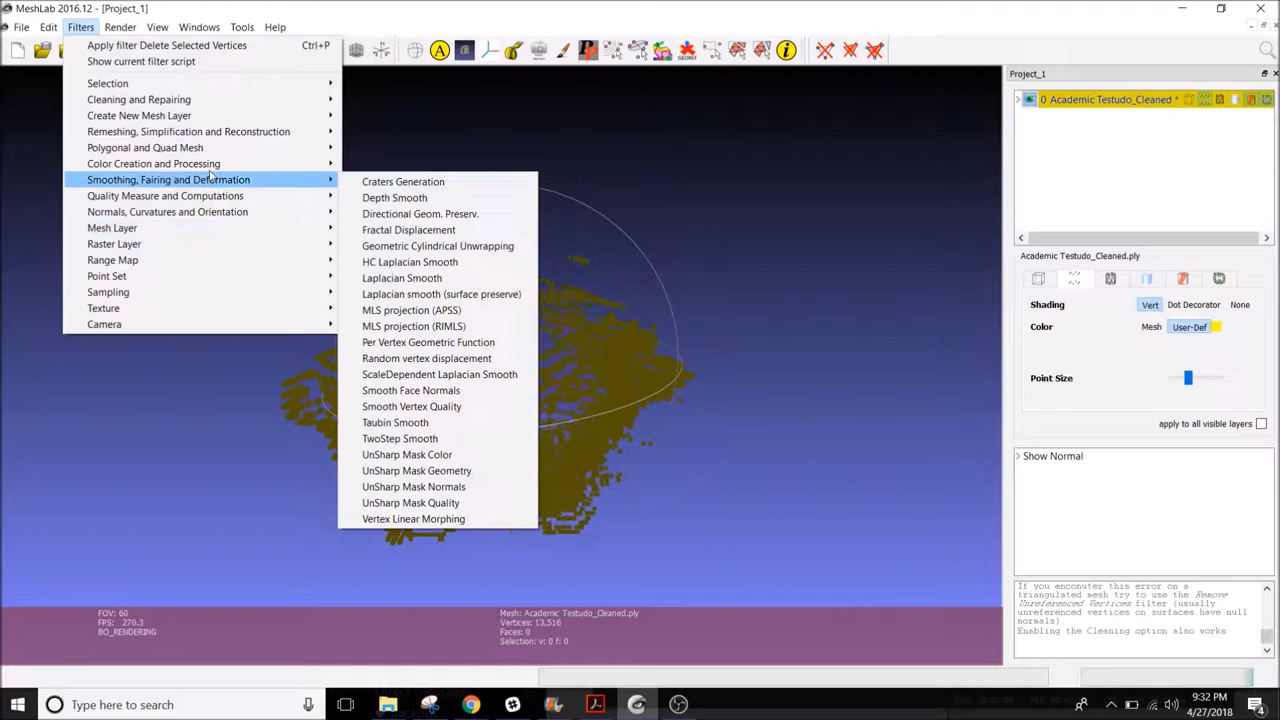 MeshLab 2016.12 - [Project_1]
File Edit Filters Render View Windows Tools Help
Apply filter Delete Selected Vertices Ctrl+P
Show current filter script
Selection
Cleaning and Repairing
Create New Mesh Layer
Remeshing, Simplification and Reconstruction
Polygonal and Quad Mesh
Color Creation and Processing
Smoothing, Fairing and Deformation
Quality Measure and Computations
Normals, Curvatures and Orientation
Mesh Layer
Raster Layer
Range Map
Point Set
Sampling
Texture
Camera
Craters Generation
Depth Smooth
Directional Geom. Preserv.
Fractal Displacement
Geometric Cylindrical Unwrapping
HC Laplacian Smooth
Laplacian Smooth
Laplacian smooth (surface preserve)
MLS projection (APSS)
MLS projection (RIMLS)
Per Vertex Geometric Function
Random vertex displacement
ScaleDependent Laplacian Smooth
Smooth Face Normals
Smooth Vertex Quality
Taubin Smooth
TwoStep Smooth
UnSharp Mask Color
UnSharp Mask Geometry
UnSharp Mask Normals
UnSharp Mask Quality
Vertex Linear Morphing
A
GEOREF
Project_1
0 Academic Testudo_Cleaned *
Academic Testudo_Cleaned.ply
Shading Vert Dot Decorator None
Color Mesh User-Def
Point Size
apply to all visible layers
Show Normal
If you enconuter this error on a
triangulated mesh try to use the Remove
Unreferenced Vertices filter (usually
unreferenced vertices on surfaces have null
normals).
Enabling the Cleaning option also works
FOV: 60
FPS: 270.3
BO_RENDERING
Mesh: Academic Testudo_Cleaned.ply
Vertices: 13,516
Faces: 0
Selection: v: 0 f: 0
Type here to search
9:32 PM
4/27/2018